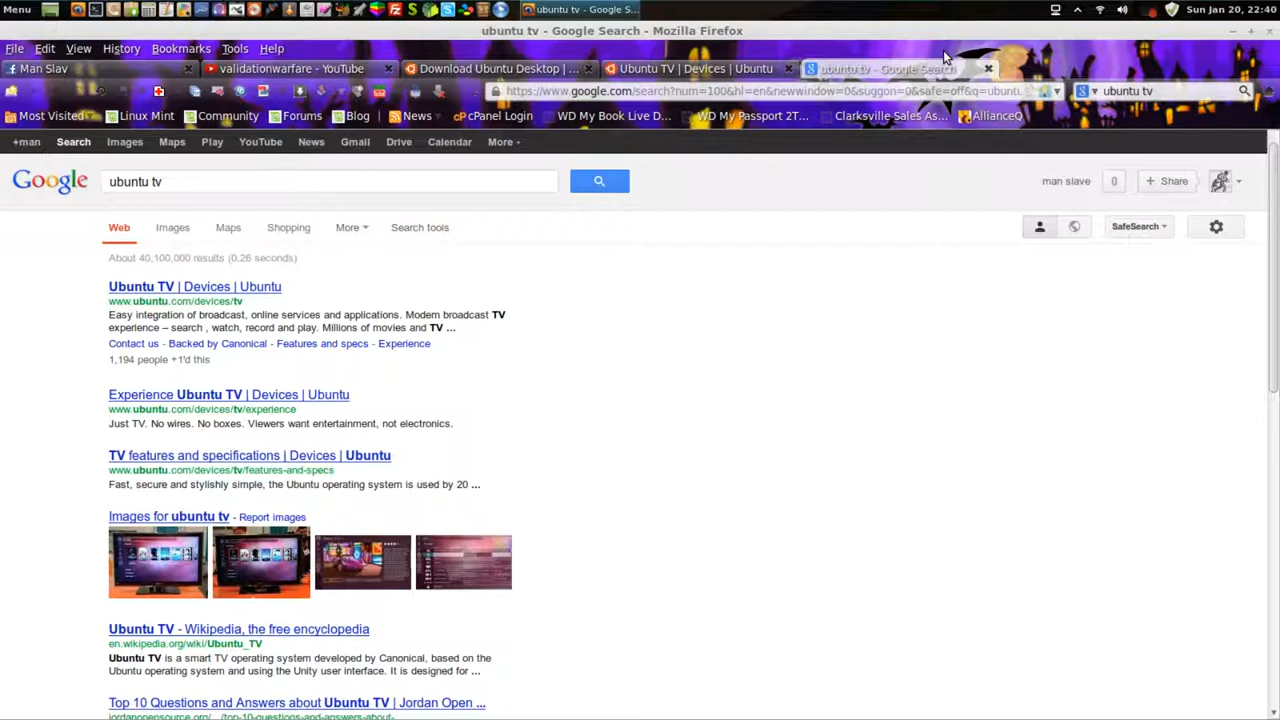 Menu ubuntu tv - Google S... Sun Jan 20, 22:40
ubuntu tv - Google Search - Mozilla Firefox
File Edit View History Bookmarks Tools Help
Man Slav validationwarfare - YouTube Download Ubuntu Desktop | ... Ubuntu TV | Devices | Ubuntu ubuntu tv - Google Search
https://www.google.com/search?num=100&hl=en&newwindow=0&suggon=0&safe=off&q=ubuntu ubuntu tv
Most Visited Linux Mint Community Forums Blog News cPanel Login WD My Book Live D... WD My Passport 2T... Clarksville Sales As... AllianceQ
+man Search Images Maps Play YouTube News Gmail Drive Calendar More
Google ubuntu tv man slave 0 + Share
Web Images Maps Shopping More Search tools SafeSearch
About 40,100,000 results (0.26 seconds)
Ubuntu TV | Devices | Ubuntu
www.ubuntu.com/devices/tv
Easy integration of broadcast, online services and applications. Modern broadcast TV
experience – search , watch, record and play. Millions of movies and TV ...
Contact us - Backed by Canonical - Features and specs - Experience
1,194 people +1'd this
Experience Ubuntu TV | Devices | Ubuntu
www.ubuntu.com/devices/tv/experience
Just TV. No wires. No boxes. Viewers want entertainment, not electronics.
TV features and specifications | Devices | Ubuntu
www.ubuntu.com/devices/tv/features-and-specs
Fast, secure and stylishly simple, the Ubuntu operating system is used by 20 ...
Images for ubuntu tv - Report images
Ubuntu TV - Wikipedia, the free encyclopedia
en.wikipedia.org/wiki/Ubuntu_TV
Ubuntu TV is a smart TV operating system developed by Canonical, based on the
Ubuntu operating system and using the Unity user interface. It is designed for ...
Top 10 Questions and Answers about Ubuntu TV | Jordan Open ...
jordanopensource.org/.../top-10-questions-and-answers-about-